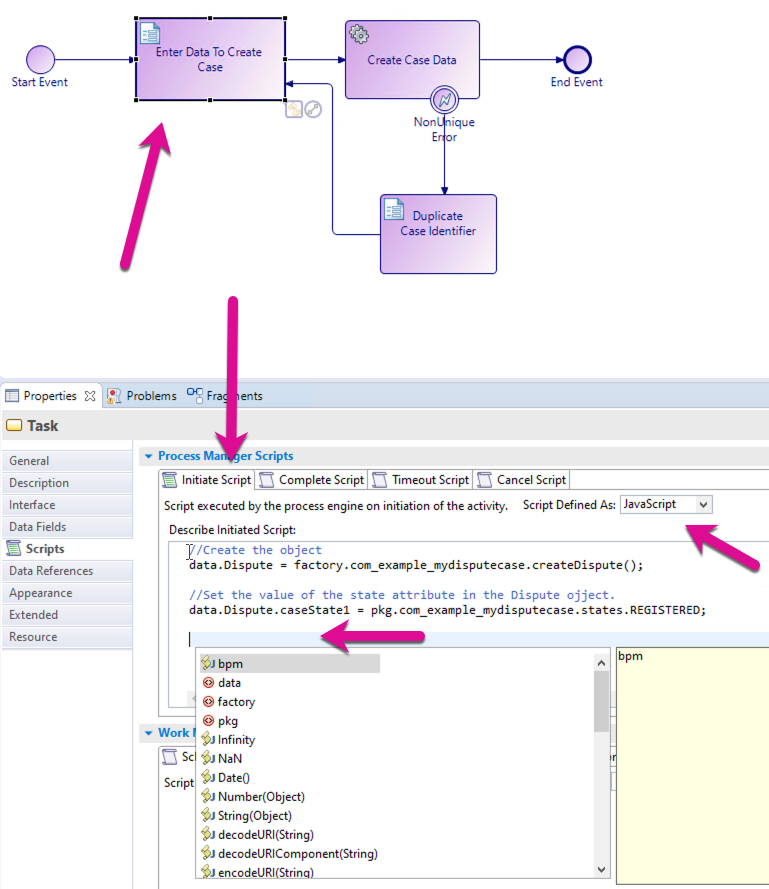 Start Event
Enter Data To Create
Case
Create Case Data
End Event
NonUnique
Error
Duplicate
Case Identifier
Properties
Problems
Fragments
Task
General
Description
Interface
Data Fields
Scripts
Data References
Appearance
Extended
Resource
Process Manager Scripts
Initiate Script
Complete Script
Timeout Script
Cancel Script
Script executed by the process engine on initiation of the activity.
Script Defined As:
JavaScript
Describe Initiated Script:
//Create the object
data.Dispute = factory.com_example_mydisputecase.createDispute();
//Set the value of the state attribute in the Dispute ojject.
data.Dispute.caseState1 = pkg.com_example_mydisputecase.states.REGISTERED;
bpm
data
factory
pkg
Infinity
NaN
Date()
Number(Object)
String(Object)
decodeURI(String)
decodeURIComponent(String)
encodeURI(String)
bpm
Work
Script